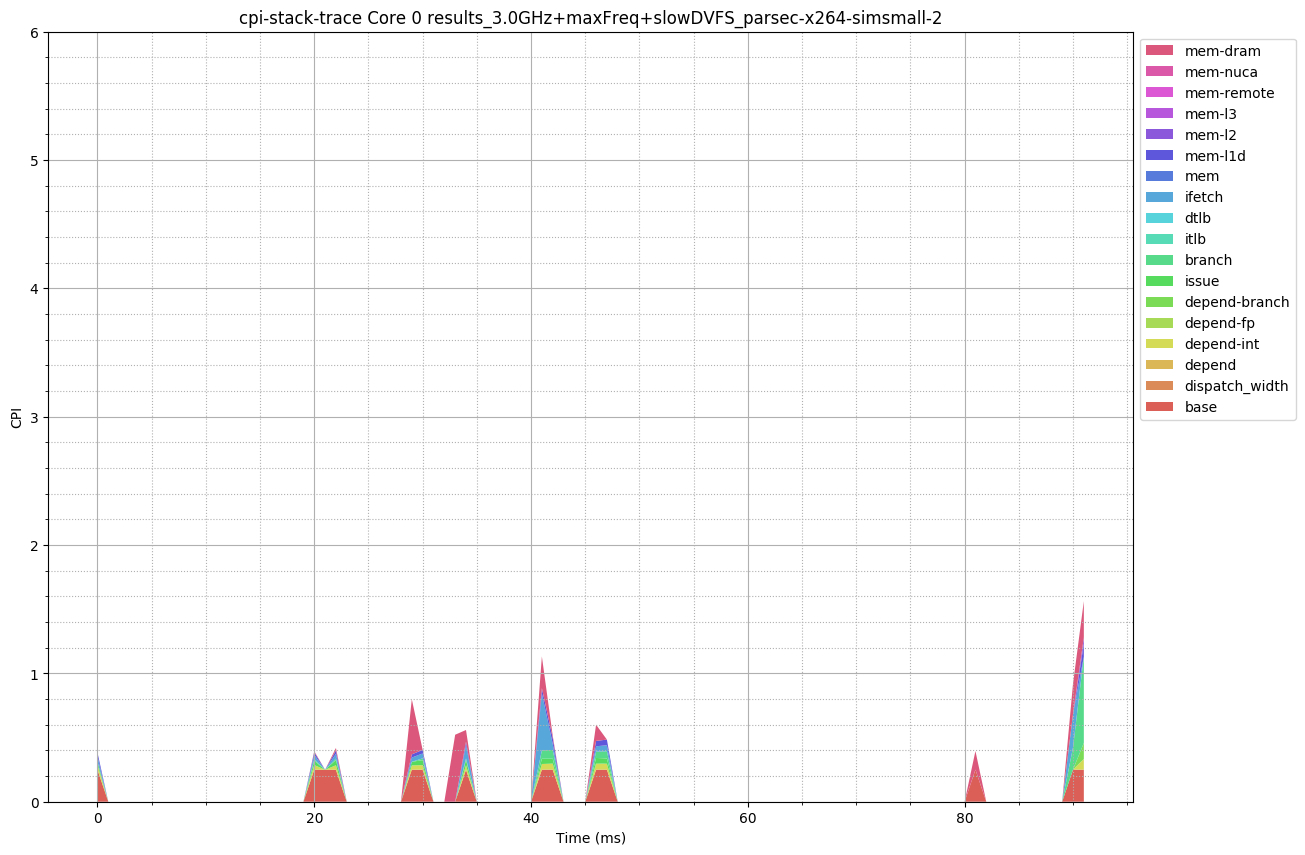 cpi-stack-trace Core 0 results_3.0GHz+maxFreq+slowDVFS_parsec-x264-simsmall-2
6
5
4
3
2
1
0
CPI
0 20 40 60 80
Time (ms)
mem-dram
mem-nuca
mem-remote
mem-l3
mem-l2
mem-l1d
mem
ifetch
dtlb
itlb
branch
issue
depend-branch
depend-fp
depend-int
depend
dispatch_width
base